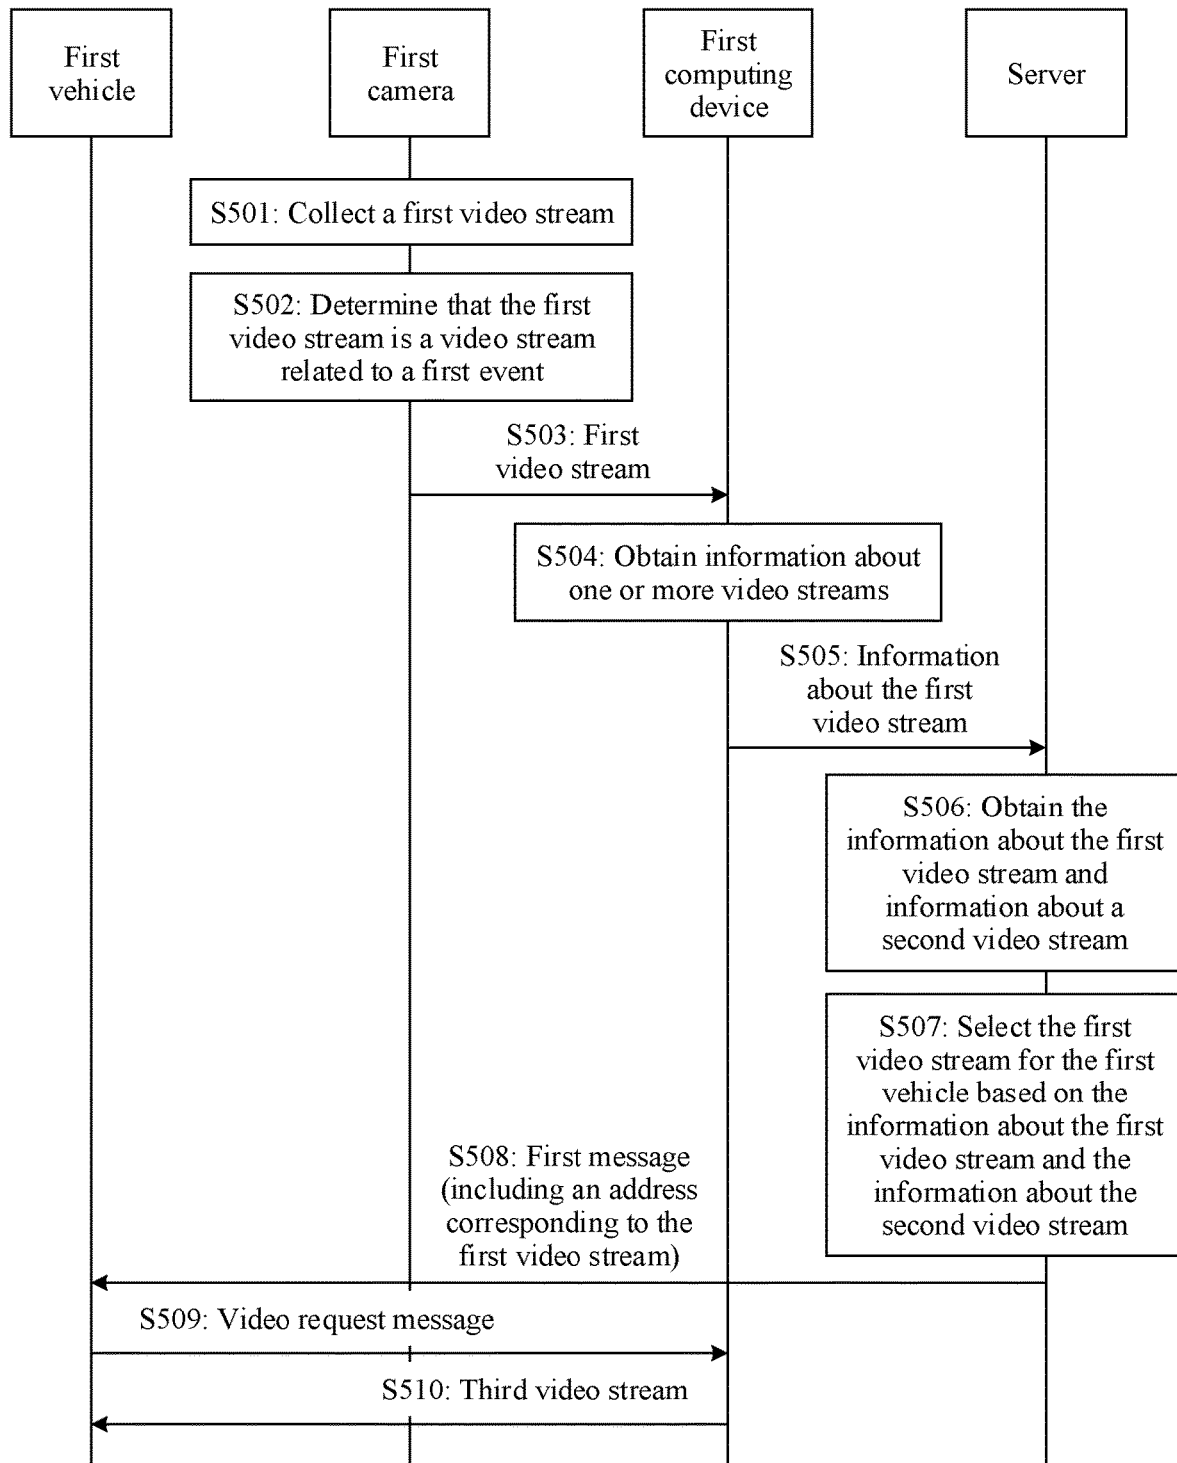 First
vehicle
First
camera
First
computing
device
Server
S501: Collect a first video stream
S502: Determine that the first
video stream is a video stream
related to a first event
S503: First
video stream
S504: Obtain information about
one or more video streams
S505: Information
about the first
video stream
S506: Obtain the
information about the first
video stream and
information about a
second video stream
S507: Select the first
video stream for the first
vehicle based on the
information about the first
video stream and the
information about the
second video stream
S508: First message
(including an address
corresponding to the
first video stream)
S509: Video request message
S510: Third video stream